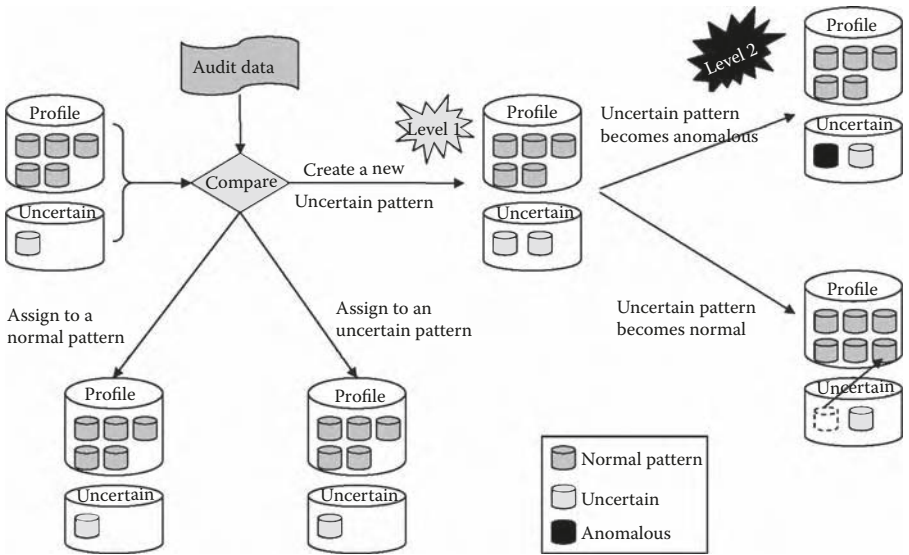 Audit data
Profile
Uncertain
Compare
Level 1
Create a new
Uncertain pattern
Profile
Uncertain
Level 2
Uncertain pattern
becomes anomalous
Profile
Uncertain
Uncertain pattern
becomes normal
Profile
Uncertain
Assign to a
normal pattern
Profile
Uncertain
Assign to an
uncertain pattern
Profile
Uncertain
Normal pattern
Uncertain
Anomalous